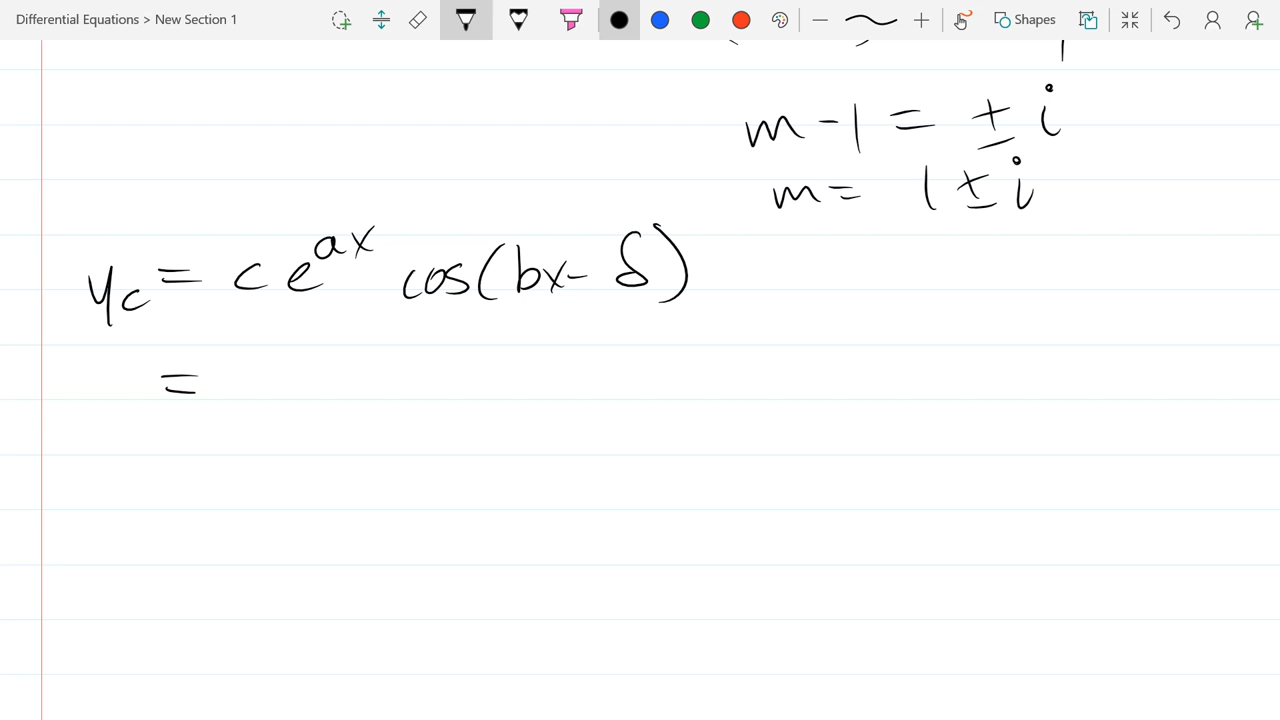 Differential Equations > New Section 1
Shapes
m - 1 = ± i
m = 1 ± i
y_c = c e^{ax} cos(bx - δ)
=